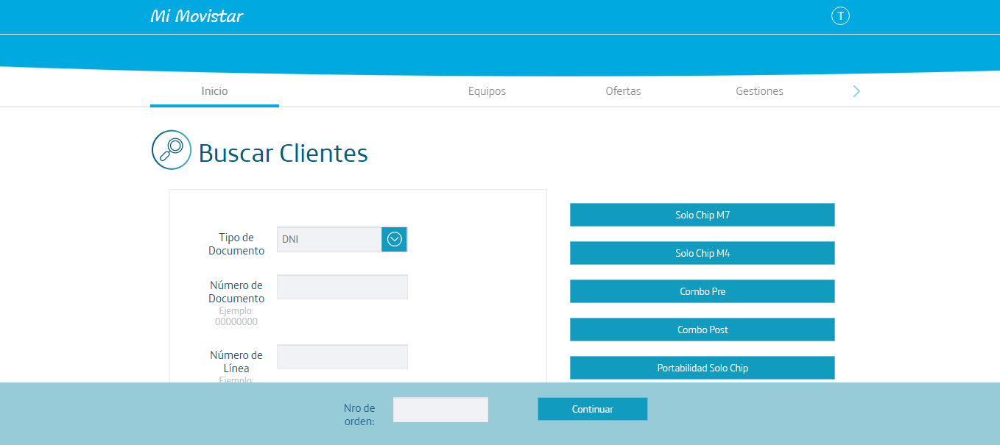 Mi Movistar
T
Inicio
Equipos
Ofertas
Gestiones
Buscar Clientes
Tipo de
Documento
DNI
Número de
Documento
Ejemplo:
00000000
Número de
Línea
Ejemplo:
Solo Chip M7
Solo Chip M4
Combo Pre
Combo Post
Portabilidad Solo Chip
Nro de
orden:
Continuar